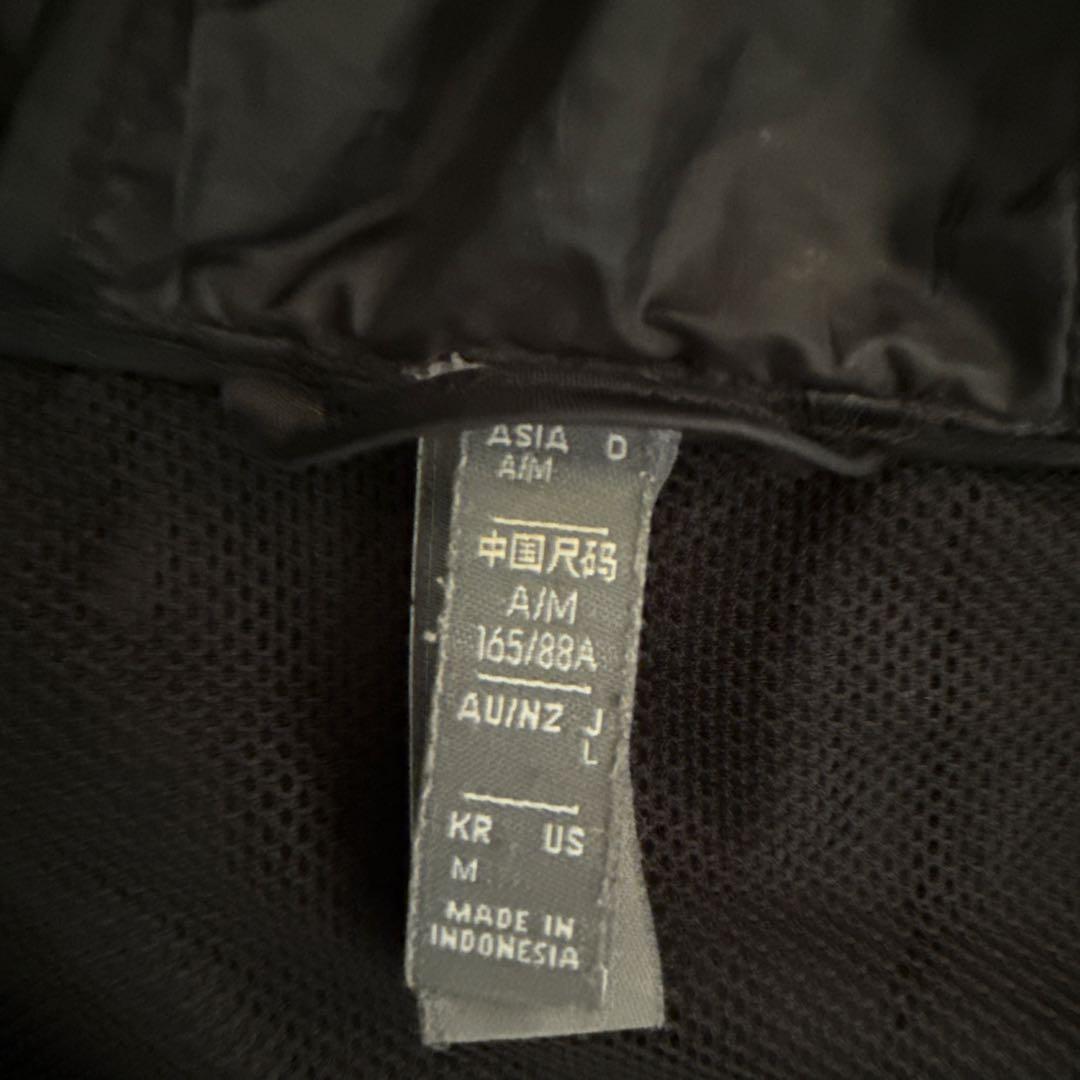 ASIA D
A/M
中国尺码
A/M
165/88A
AU/NZ J
L
KR US
M
MADE IN
INDONESIA